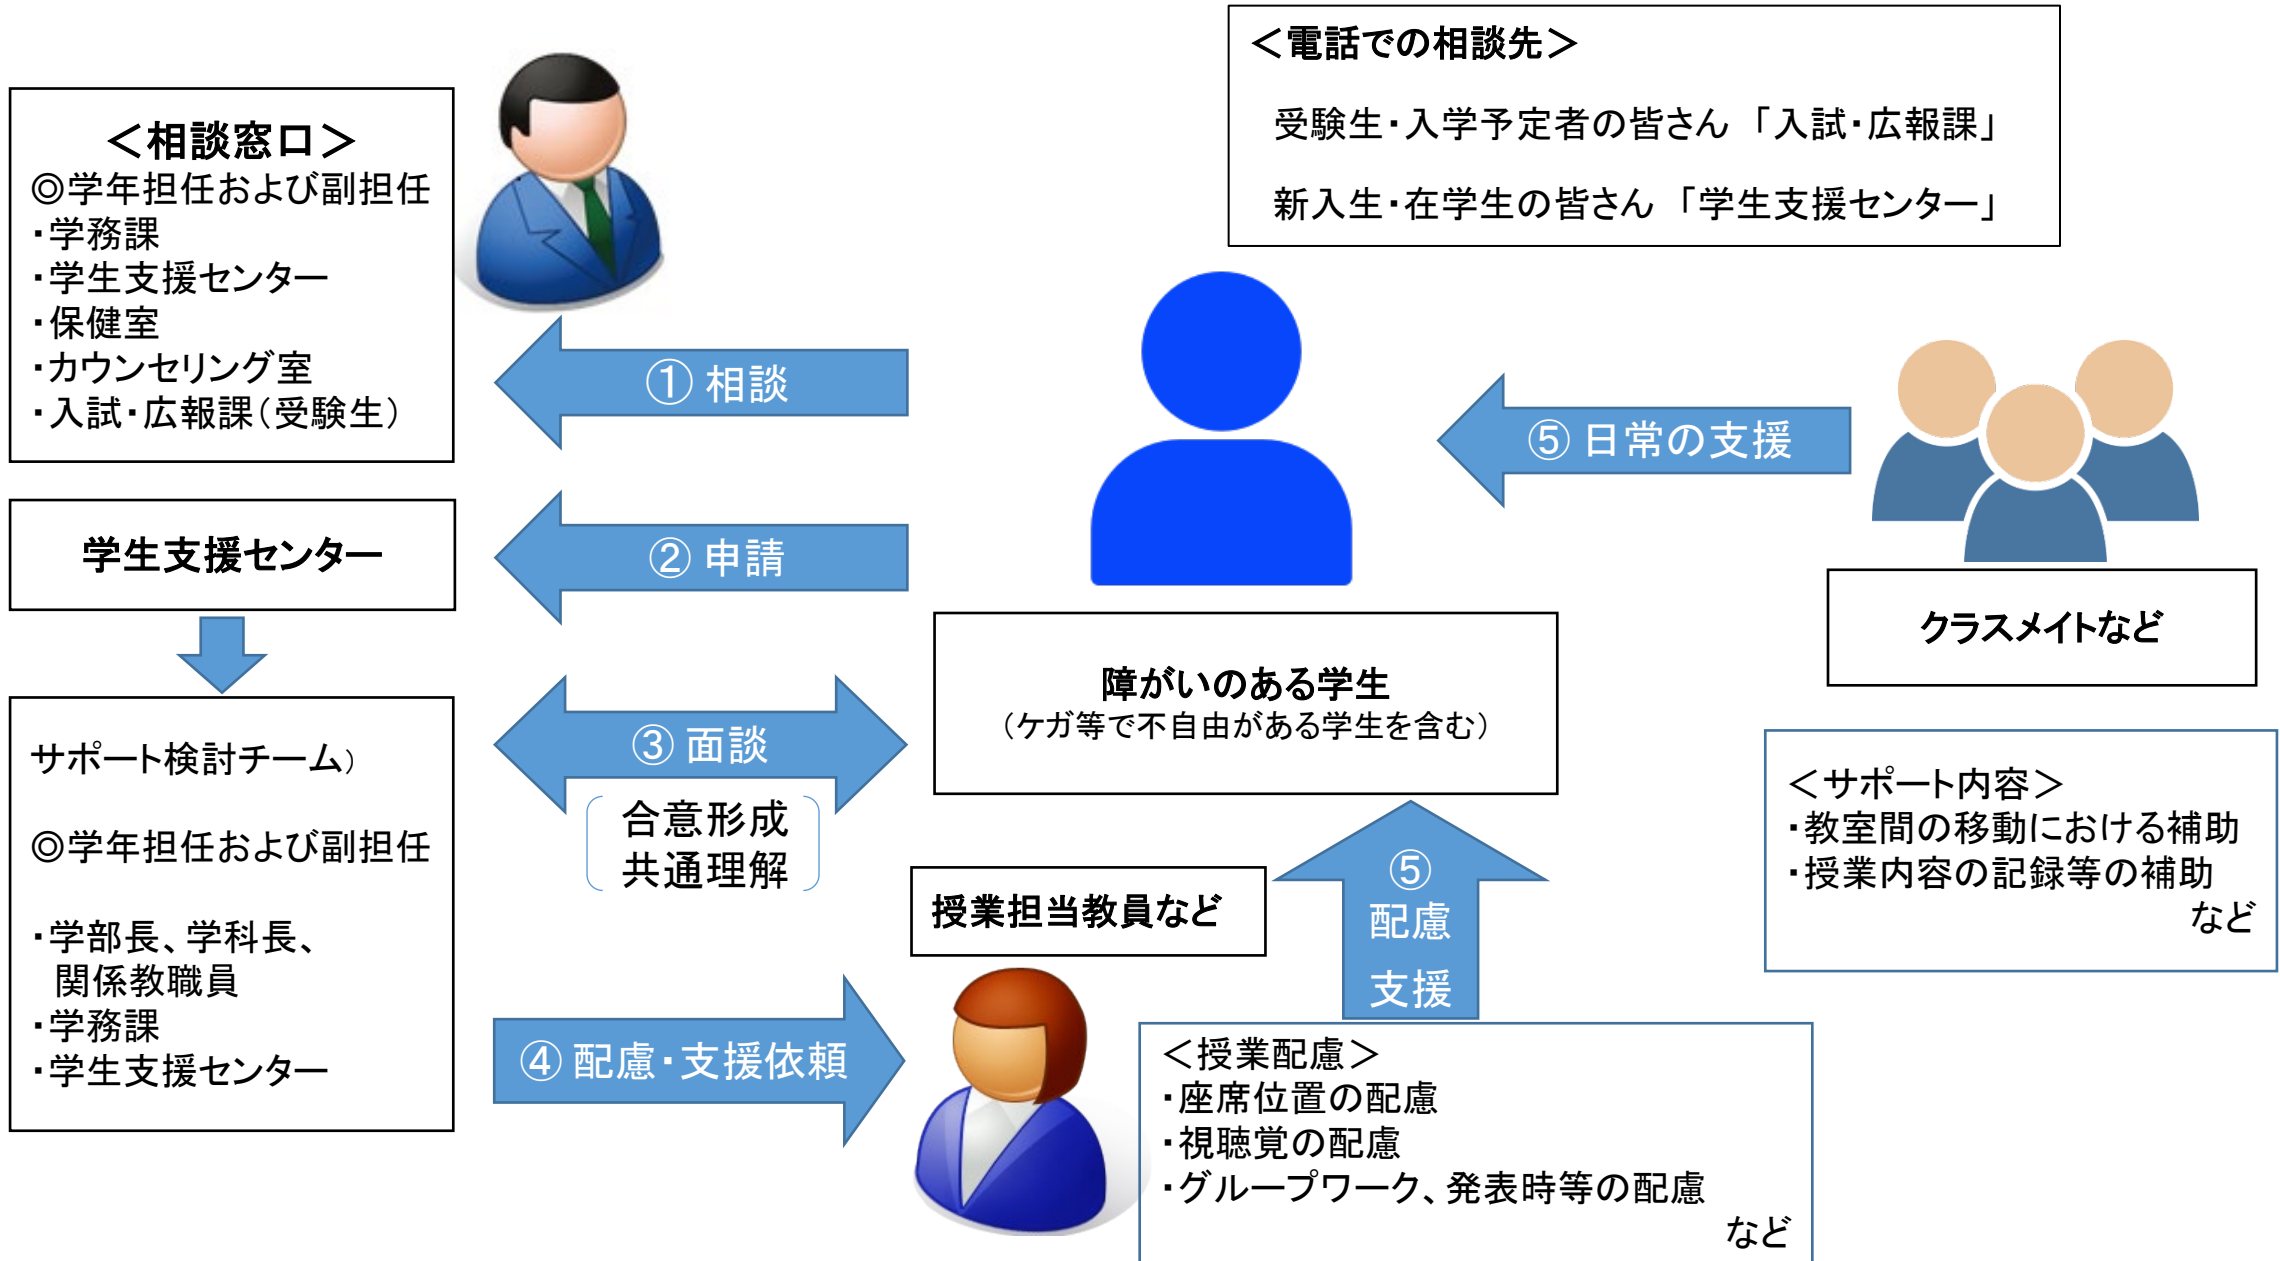 ＜電話での相談先＞
受験生・入学予定者の皆さん 「入試・広報課」
新入生・在学生の皆さん 「学生支援センター」
＜相談窓口＞
◎学年担任および副担任
・学務課
・学生支援センター
・保健室
・カウンセリング室
・入試・広報課（受験生）
① 相談
⑤ 日常の支援
学生支援センター
② 申請
クラスメイトなど
障がいのある学生
（ケガ等で不自由がある学生を含む）
サポート検討チーム）
◎学年担任および副担任
・学部長、学科長、
関係教職員
・学務課
・学生支援センター
③ 面談
合意形成
共通理解
＜サポート内容＞
・教室間の移動における補助
・授業内容の記録等の補助
など
授業担当教員など
⑤
配慮
支援
④ 配慮・支援依頼
＜授業配慮＞
・座席位置の配慮
・視聴覚の配慮
・グループワーク、発表時等の配慮
など